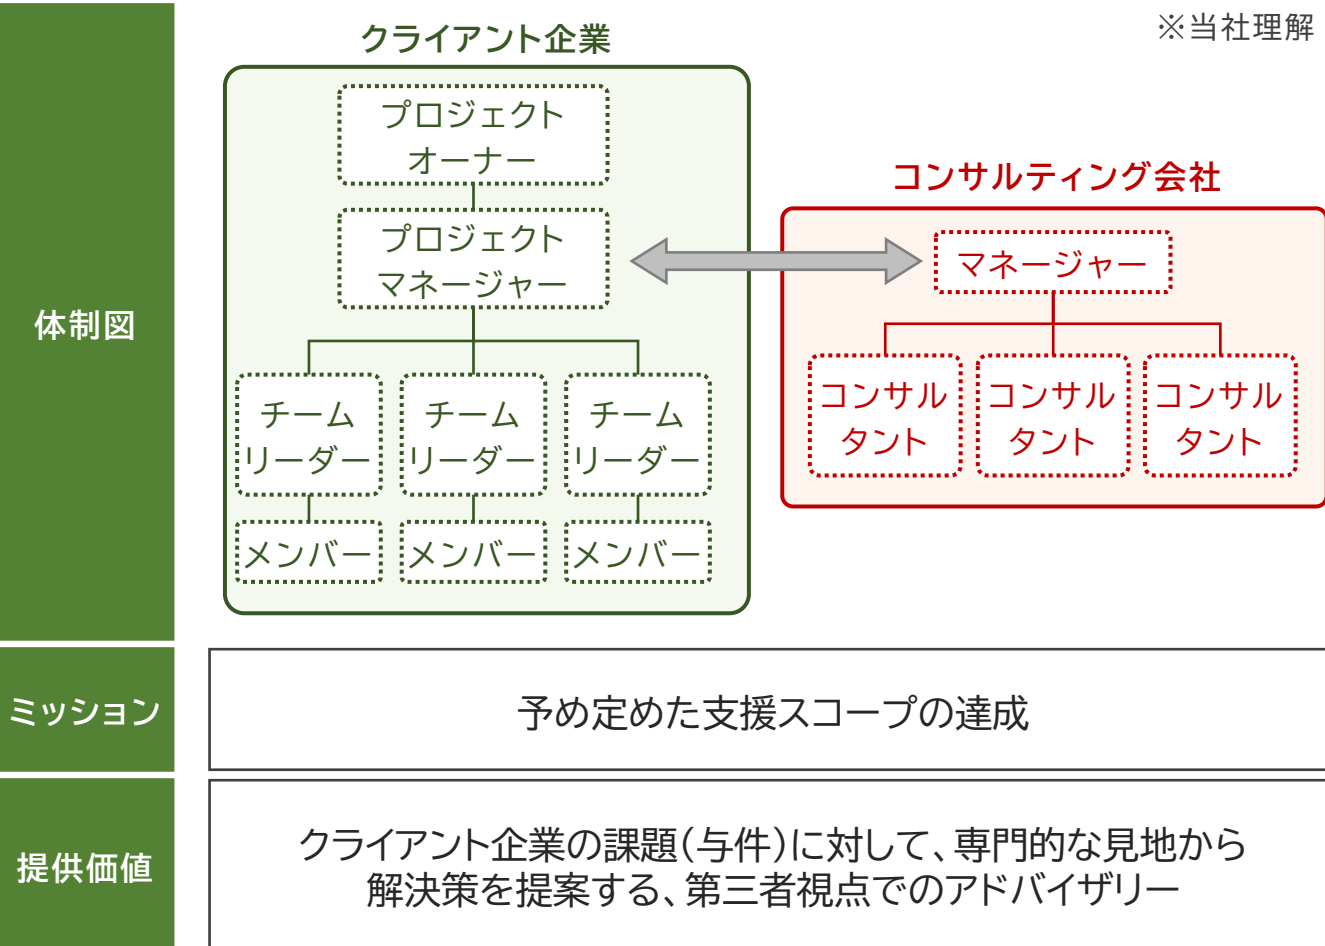 ※当社理解
クライアント企業
プロジェクト
オーナー
コンサルティング会社
プロジェクト
マネージャー
マネージャー
体制図
チーム
リーダー
チーム
リーダー
チーム
リーダー
コンサル
タント
コンサル
タント
コンサル
タント
メンバー
メンバー
メンバー
ミッション
予め定めた支援スコープの達成
提供価値
クライアント企業の課題(与件)に対して、専門的な見地から
解決策を提案する、第三者視点でのアドバイザリー